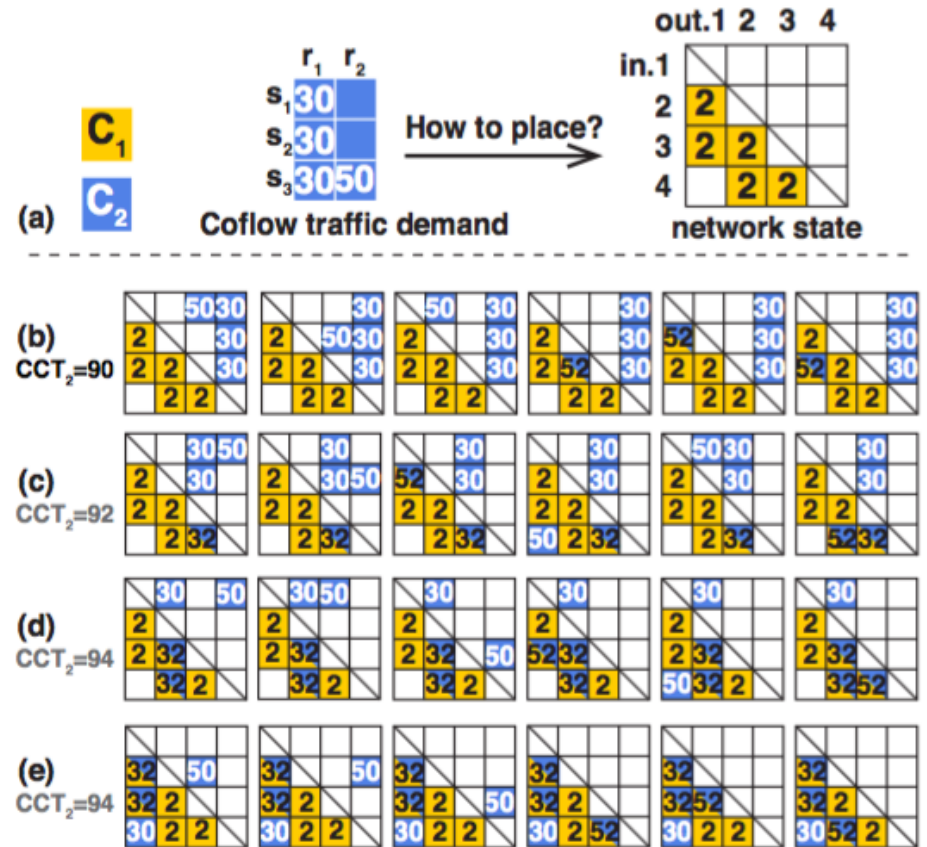 out.1 2 3 4
r1 r2
in.1
C1
s1 30
How to place?
2 2
s2 30
3 2 2
C2
s3 30 50
4 2 2
(a)
Coflow traffic demand
network state
(b)
CCT2=90
50 30 30 50 30 30 30 30
2 30 2 50 30 2 30 2 30 52 30 2 30
2 2 30 2 2 30 2 2 30 2 52 30 2 2 30 52 2 30
2 2 2 2 2 2 2 2 2 2 2 2
(c)
CCT2=92
30 50 30 30 30 50 30 30
2 30 2 30 50 52 30 2 30 2 30 2 30
2 2 2 2 2 2 2 2 2 2 2 2
2 32 2 32 2 32 50 2 32 2 32 52 32
(d)
CCT2=94
30 50 30 50 30 30 30 30
2 2 2 2 2 2
2 32 2 32 2 32 50 52 32 2 32 2 32
32 2 32 2 32 2 32 2 50 32 2 32 52
(e)
CCT2=94
32 50 32 50 32 32 32 32
32 2 32 2 32 2 50 32 2 32 52 32 2
30 2 2 30 2 2 30 2 2 30 2 52 30 2 2 30 52 2